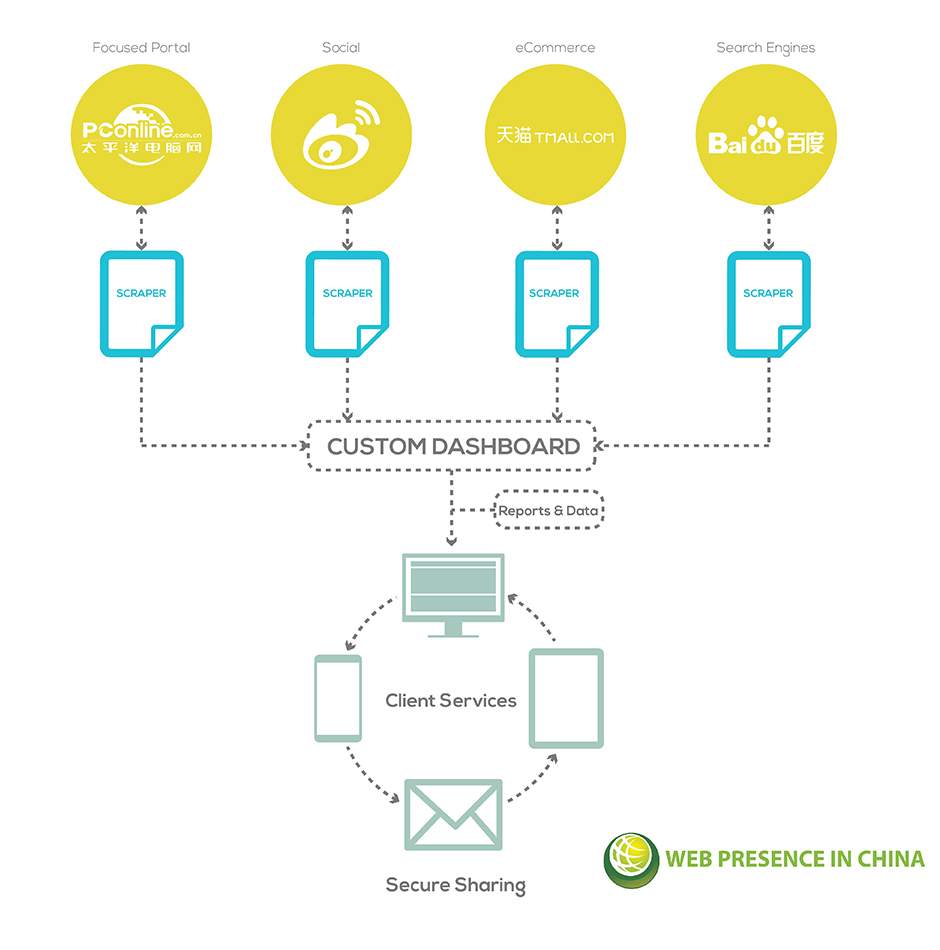 Focused Portal
Social
eCommerce
Search Engines
PConline.com.cn
太平洋电脑网
天猫 TMALL.COM
Bai du 百度
SCRAPER
SCRAPER
SCRAPER
SCRAPER
CUSTOM DASHBOARD
Reports & Data
Client Services
Secure Sharing
WEB PRESENCE IN CHINA